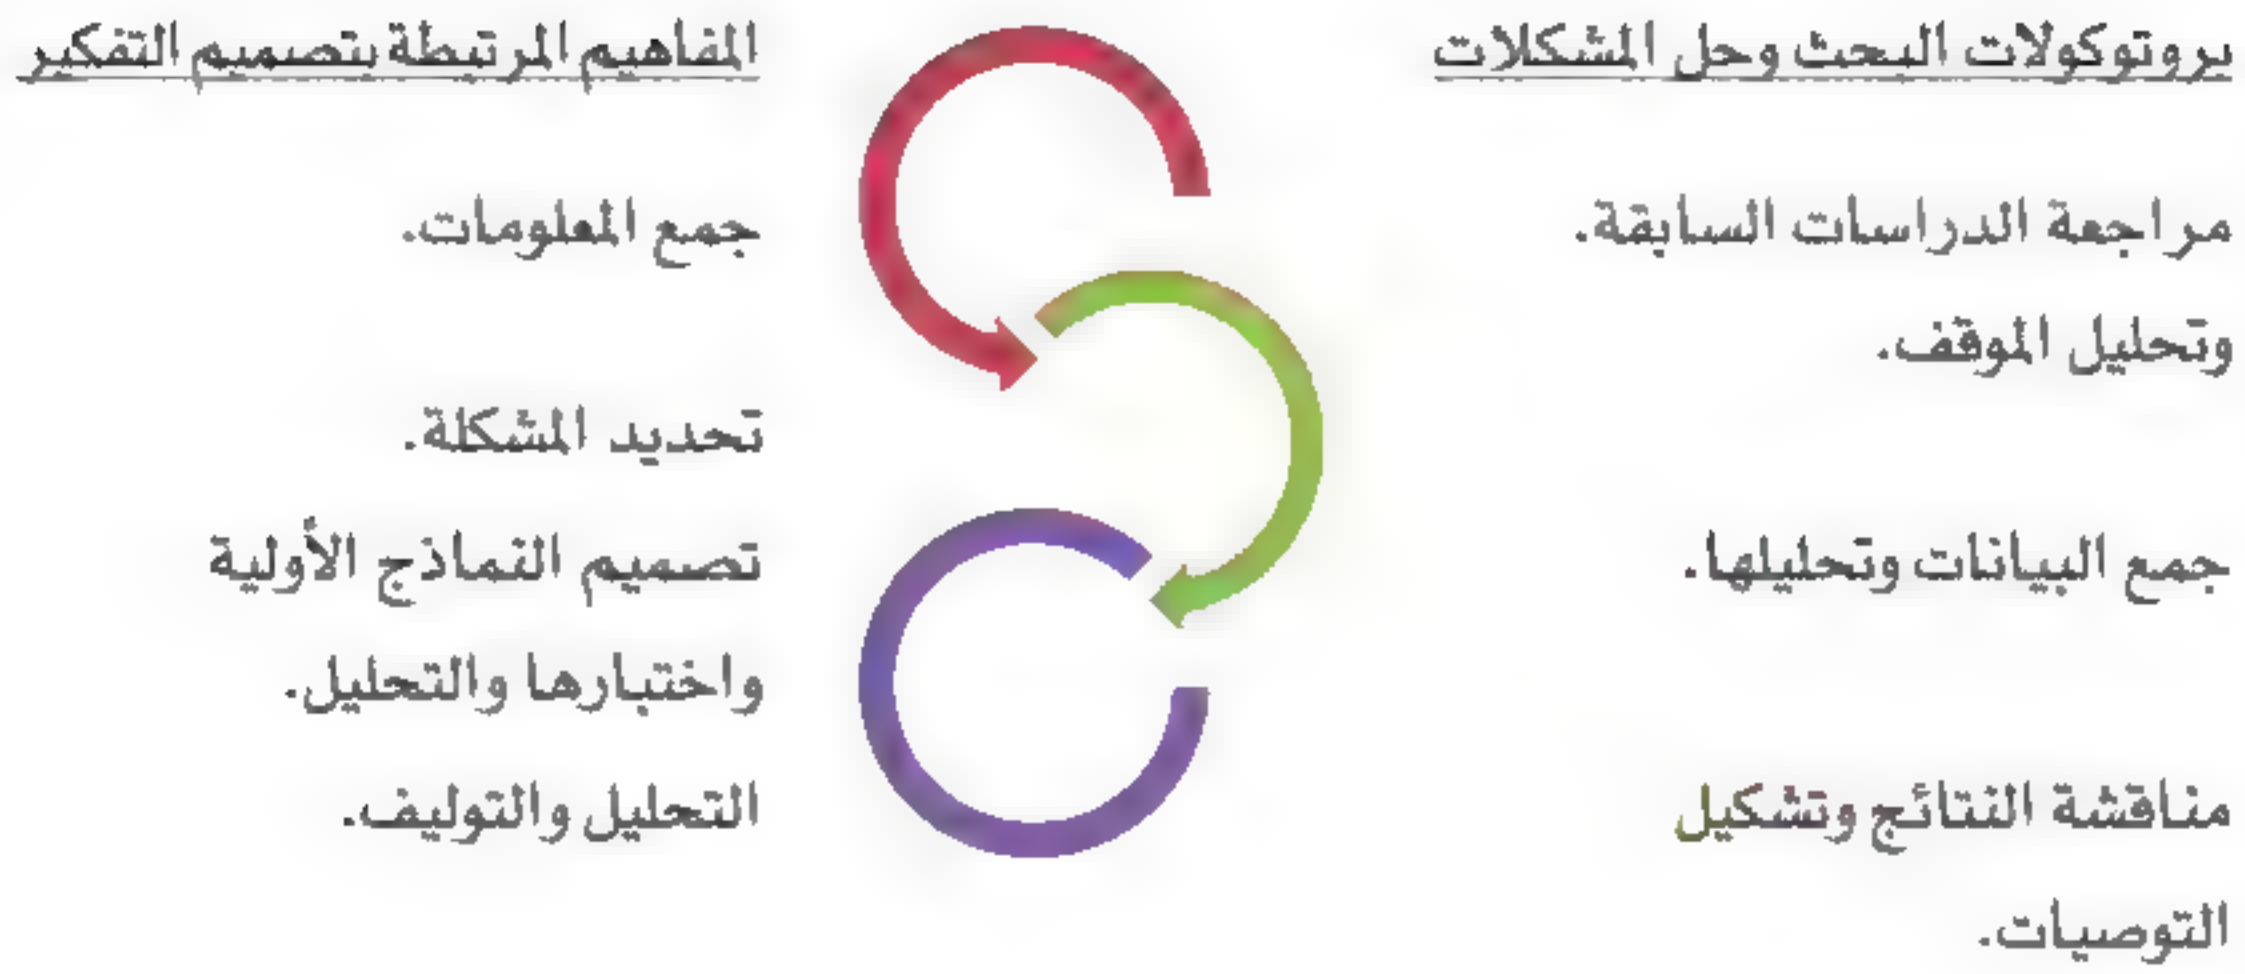 بروتوكولات البحث وحل المشكلات
مراجعة الدراسات السابقة.
وتحليل الموقف.
جمع البيانات وتحليلها.
مناقشة النتائج وتشكيل
التوصيات.
المفاهيم المرتبطة بتصميم التفكير
جمع المعلومات.
تحديد المشكلة.
تصميم النماذج الأولية
واختبارها والتحليل.
التحليل والتوليف.